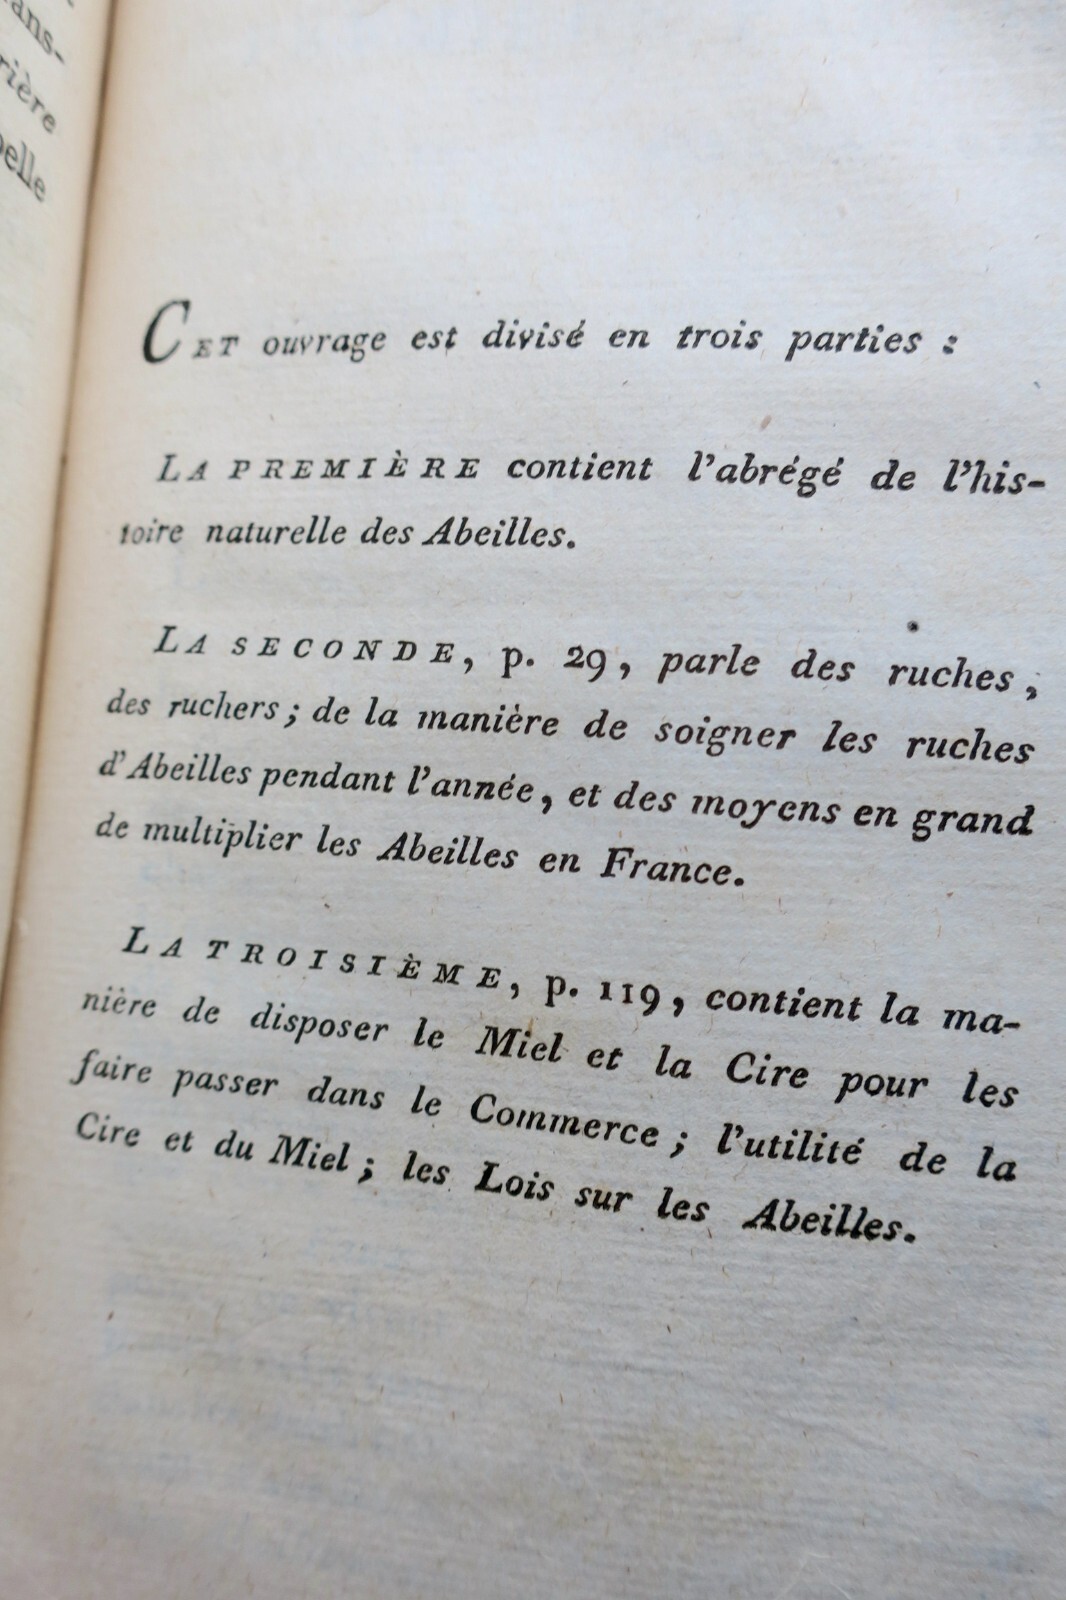 ans-
rière
pelle
CET ouvrage est divisé en trois parties :
LA PREMIÈRE contient l'abrégé de l'his-
toire naturelle des Abeilles.
LA SECONDE, p. 29, parle des ruches,
des ruchers; de la manière de soigner les ruches
d'Abeilles pendant l'année, et des moyens en grand
de multiplier les Abeilles en France.
LA TROISIÈME, p. 119, contient la ma-
nière de disposer le Miel et la Cire pour les
faire passer dans le Commerce; l'utilité de la
Cire et du Miel; les Lois sur les Abeilles.